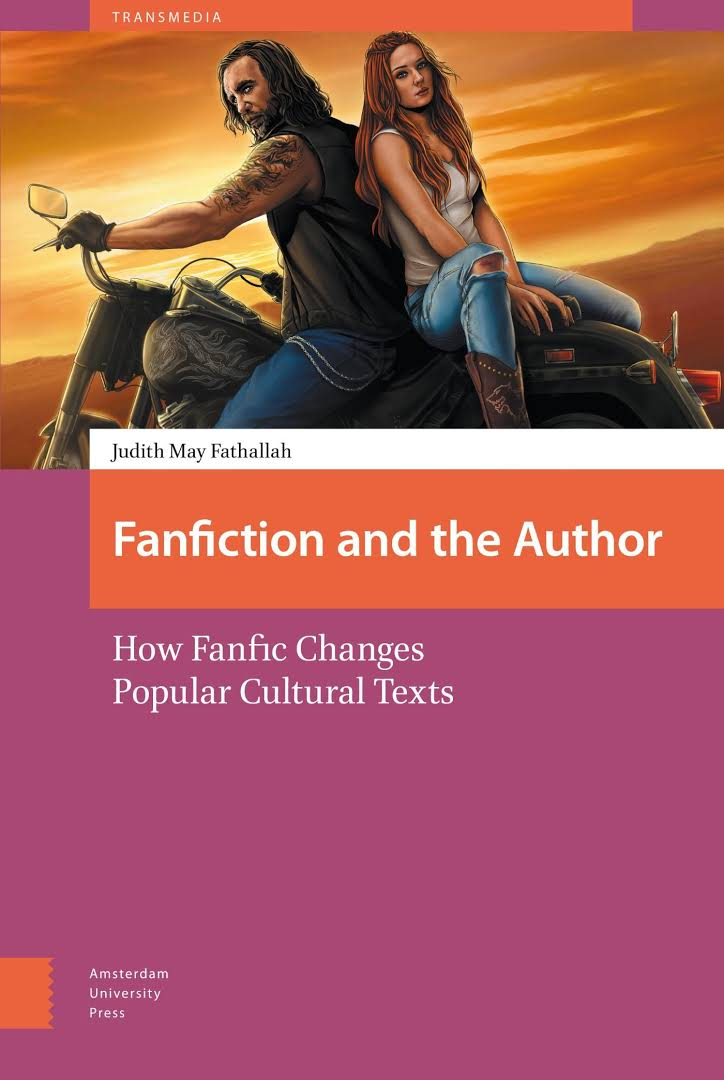 TRANSMEDIA
Judith May Fathallah
Fanfiction and the Author
How Fanfic Changes
Popular Cultural Texts
Amsterdam
University
Press